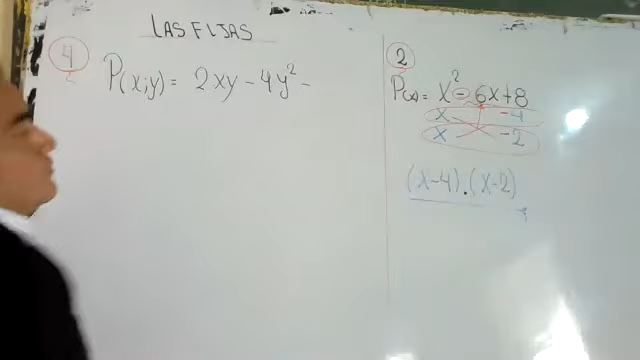 LAS FIJAS
4
P(x;y) = 2xy - 4y² -
2
P(x) = x² - 6x + 8
x -4
x -2
(x-4).(x-2)